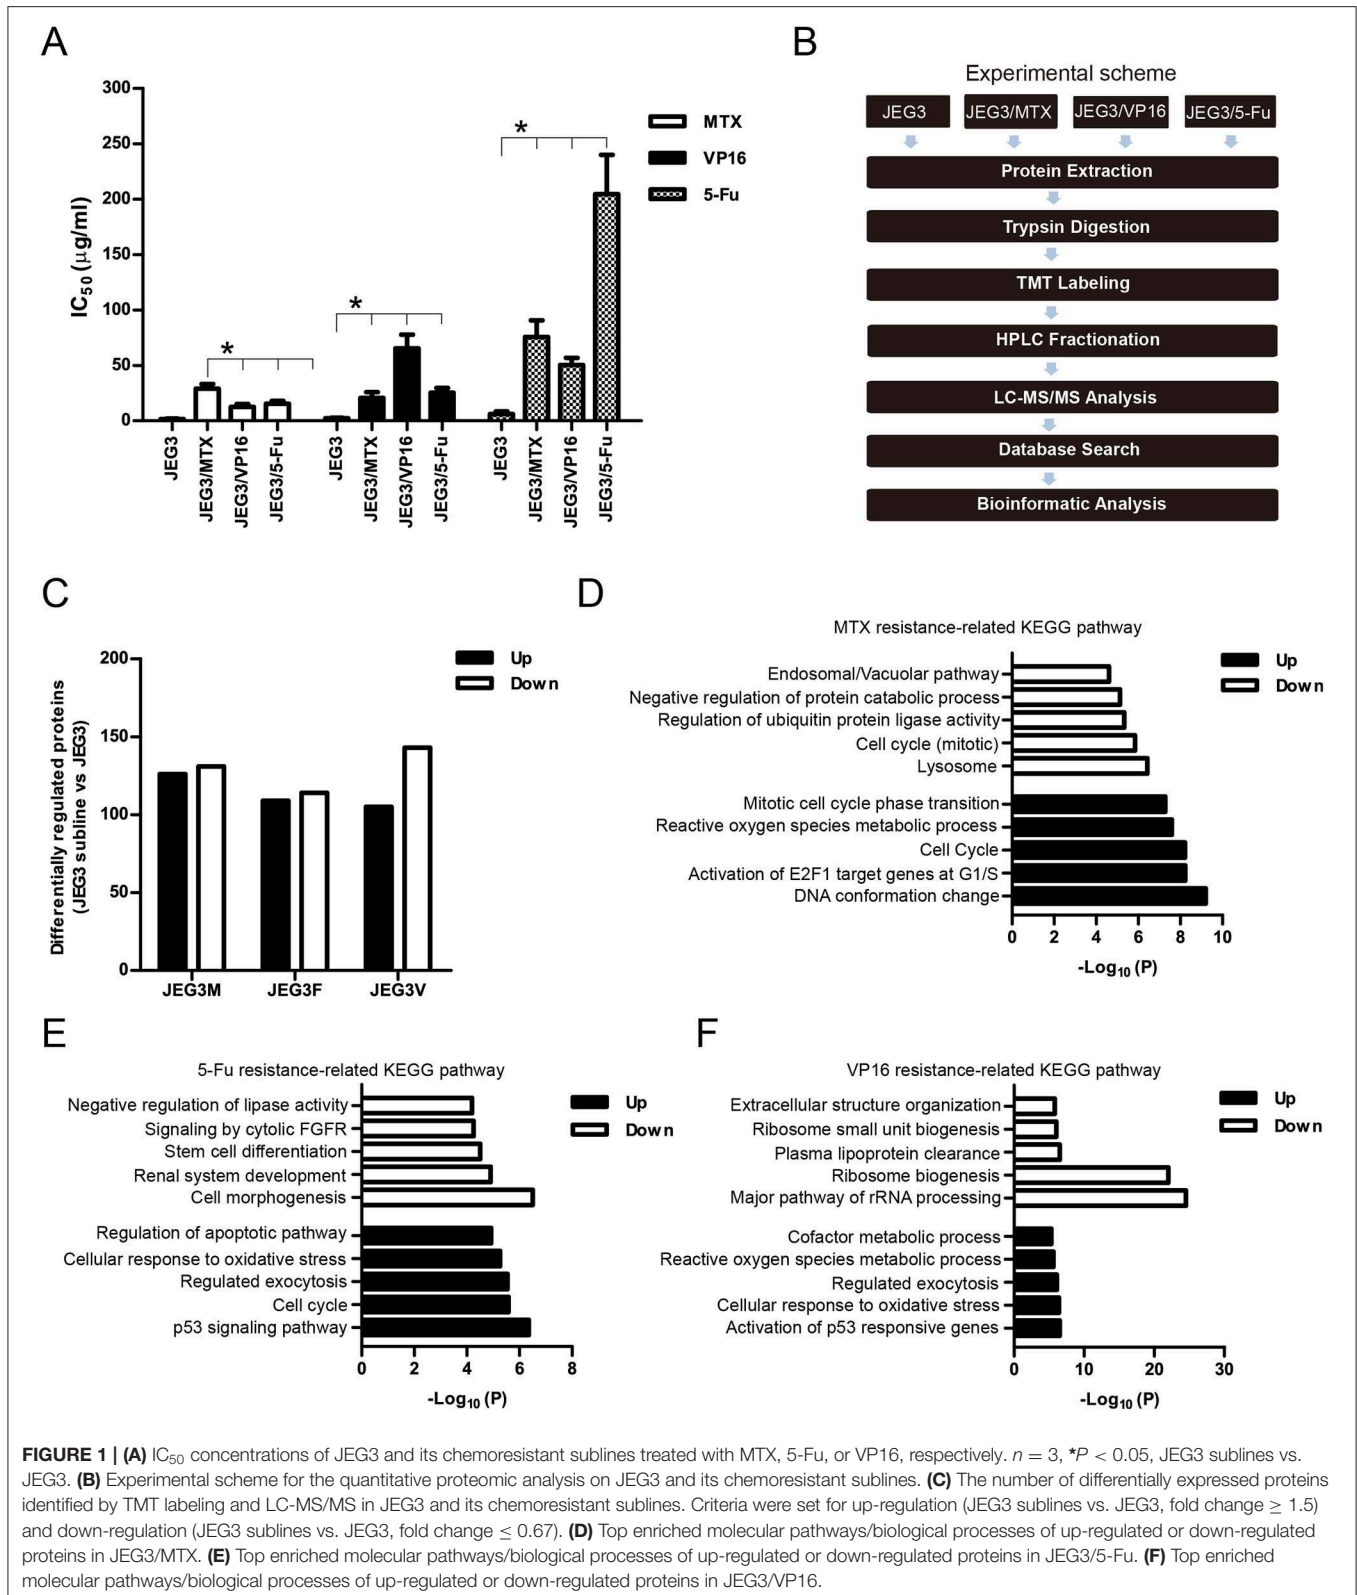 A
300
250
200
150
100
50
0
IC50 (μg/ml)
*
*
*
MTX
VP16
5-Fu
JEG3
JEG3/MTX
JEG3/VP16
JEG3/5-Fu
JEG3
JEG3/MTX
JEG3/VP16
JEG3/5-Fu
JEG3
JEG3/MTX
JEG3/VP16
JEG3/5-Fu
B
Experimental scheme
JEG3 JEG3/MTX JEG3/VP16 JEG3/5-Fu
Protein Extraction
Trypsin Digestion
TMT Labeling
HPLC Fractionation
LC-MS/MS Analysis
Database Search
Bioinformatic Analysis
C
Differentially regulated proteins
(JEG3 subline vs JEG3)
200
150
100
50
0
Up
Down
JEG3M JEG3F JEG3V
D
MTX resistance-related KEGG pathway
Endosomal/Vacuolar pathway
Negative regulation of protein catabolic process
Regulation of ubiquitin protein ligase activity
Cell cycle (mitotic)
Lysosome
Mitotic cell cycle phase transition
Reactive oxygen species metabolic process
Cell Cycle
Activation of E2F1 target genes at G1/S
DNA conformation change
Up
Down
0 2 4 6 8 10
-Log10 (P)
E
5-Fu resistance-related KEGG pathway
Negative regulation of lipase activity
Signaling by cytolic FGFR
Stem cell differentiation
Renal system development
Cell morphogenesis
Regulation of apoptotic pathway
Cellular response to oxidative stress
Regulated exocytosis
Cell cycle
p53 signaling pathway
Up
Down
0 2 4 6 8
-Log10 (P)
F
VP16 resistance-related KEGG pathway
Extracellular structure organization
Ribosome small unit biogenesis
Plasma lipoprotein clearance
Ribosome biogenesis
Major pathway of rRNA processing
Cofactor metabolic process
Reactive oxygen species metabolic process
Regulated exocytosis
Cellular response to oxidative stress
Activation of p53 responsive genes
Up
Down
0 10 20 30
-Log10 (P)
FIGURE 1 | (A) IC50 concentrations of JEG3 and its chemoresistant sublines treated with MTX, 5-Fu, or VP16, respectively. n = 3, *P < 0.05, JEG3 sublines vs.
JEG3. (B) Experimental scheme for the quantitative proteomic analysis on JEG3 and its chemoresistant sublines. (C) The number of differentially expressed proteins
identified by TMT labeling and LC-MS/MS in JEG3 and its chemoresistant sublines. Criteria were set for up-regulation (JEG3 sublines vs. JEG3, fold change ≥ 1.5)
and down-regulation (JEG3 sublines vs. JEG3, fold change ≤ 0.67). (D) Top enriched molecular pathways/biological processes of up-regulated or down-regulated
proteins in JEG3/MTX. (E) Top enriched molecular pathways/biological processes of up-regulated or down-regulated proteins in JEG3/5-Fu. (F) Top enriched
molecular pathways/biological processes of up-regulated or down-regulated proteins in JEG3/VP16.